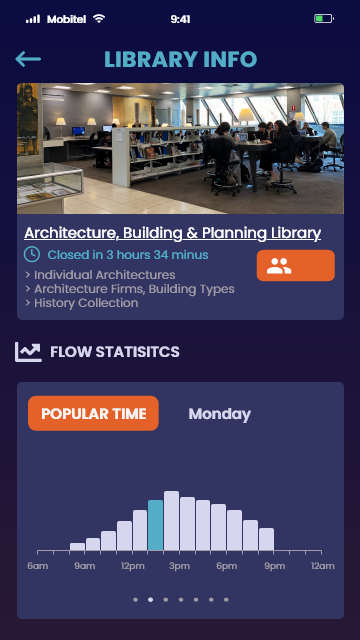 Mobitel 9:41
LIBRARY INFO
Architecture, Building & Planning Library
Closed in 3 hours 34 minus
> Individual Architectures
> Architecture Firms, Building Types
> History Collection
FLOW STATISITCS
POPULAR TIME Monday
6am 9am 12pm 3pm 6pm 9pm 12am